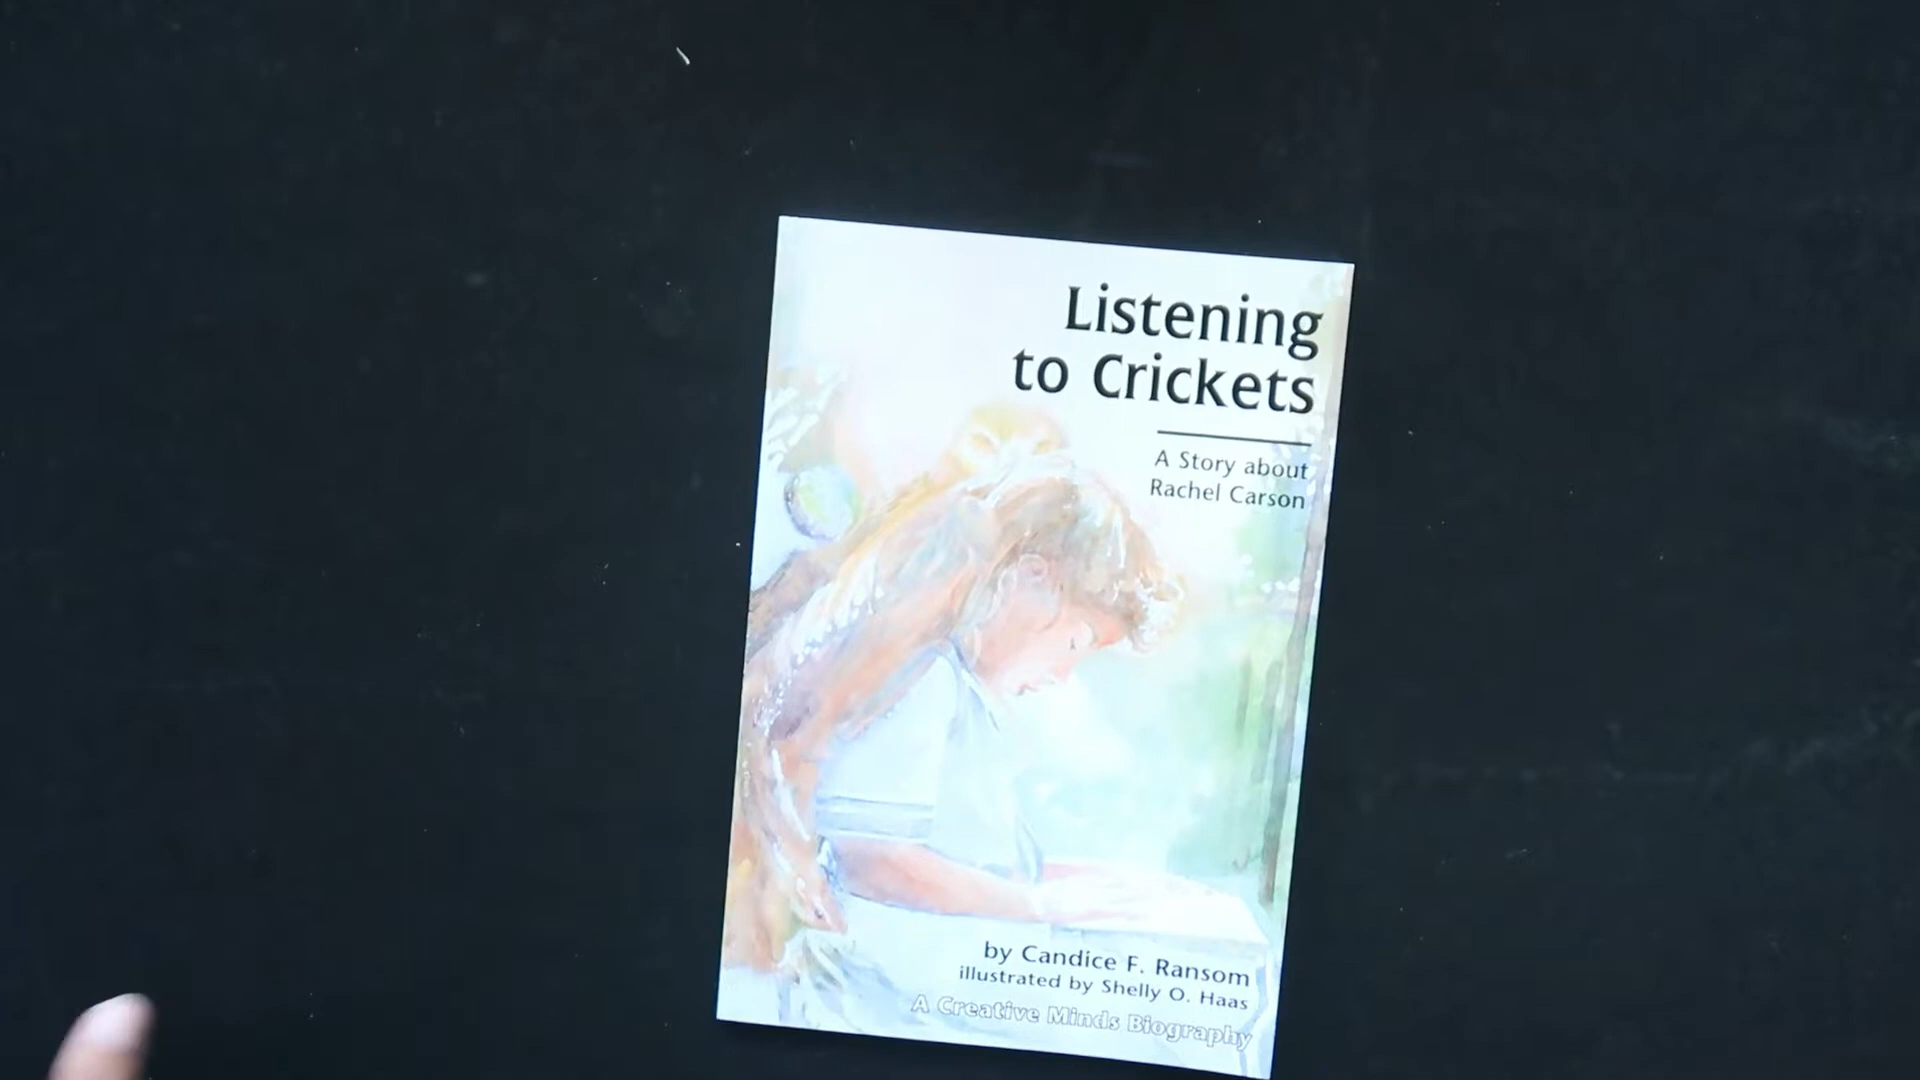 Listening
to Crickets
A Story about
Rachel Carson
by Candice F. Ransom
illustrated by Shelly O. Haas
A Creative Minds Biography